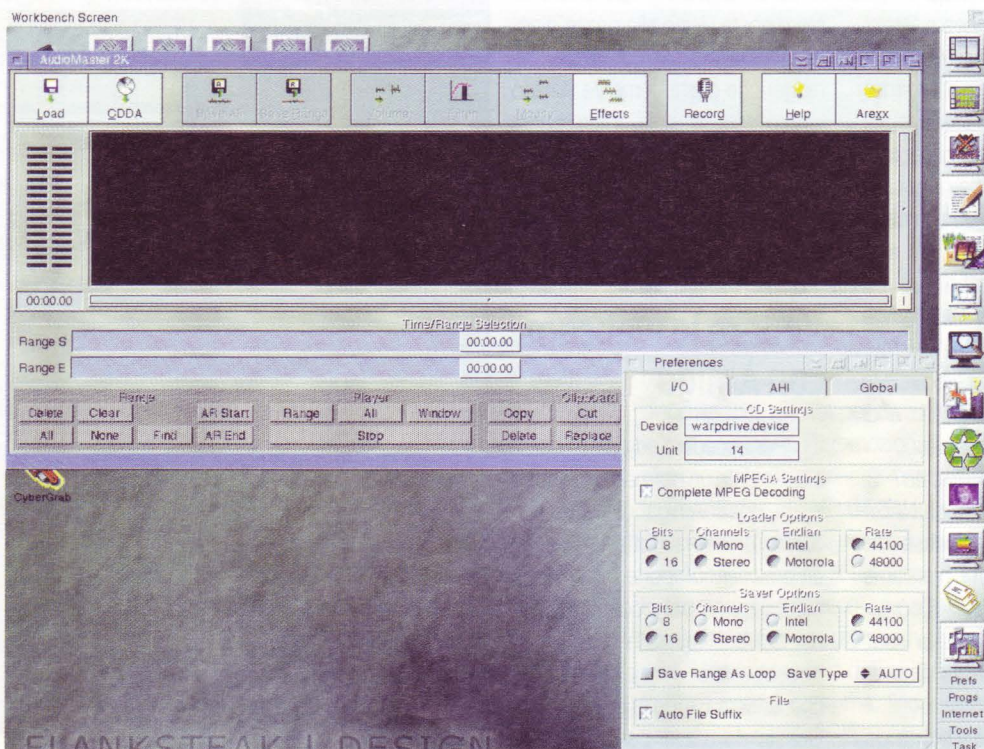 Workbench Screen
AudioMaster 2K
Load
CDDA
Volume
Effects
Record
Help
Arexx
00:00.00
Time/Range Selection
Range S
00:00.00
Range E
00:00.00
Range
Player
Clipboard
Delete
Clear
AR Start
Range
All
Window
Copy
Cut
All
None
Find
AR End
Stop
Delete
Replace
CyberGrab
Preferences
I/O
AHI
Global
CD Settings
Device
warpdrive.device
Unit
14
MPEGA Settings
Complete MPEG Decoding
Loader Options
Bits
Channels
Endian
Rate
8
Mono
Intel
44100
16
Stereo
Motorola
48000
Saver Options
Bits
Channels
Endian
Rate
8
Mono
Intel
44100
16
Stereo
Motorola
48000
Save Range As Loop
Save Type
AUTO
File
Auto File Suffix
Prefs
Progs
Internet
Tools
Task
FLANKSTEAK | DESIGN